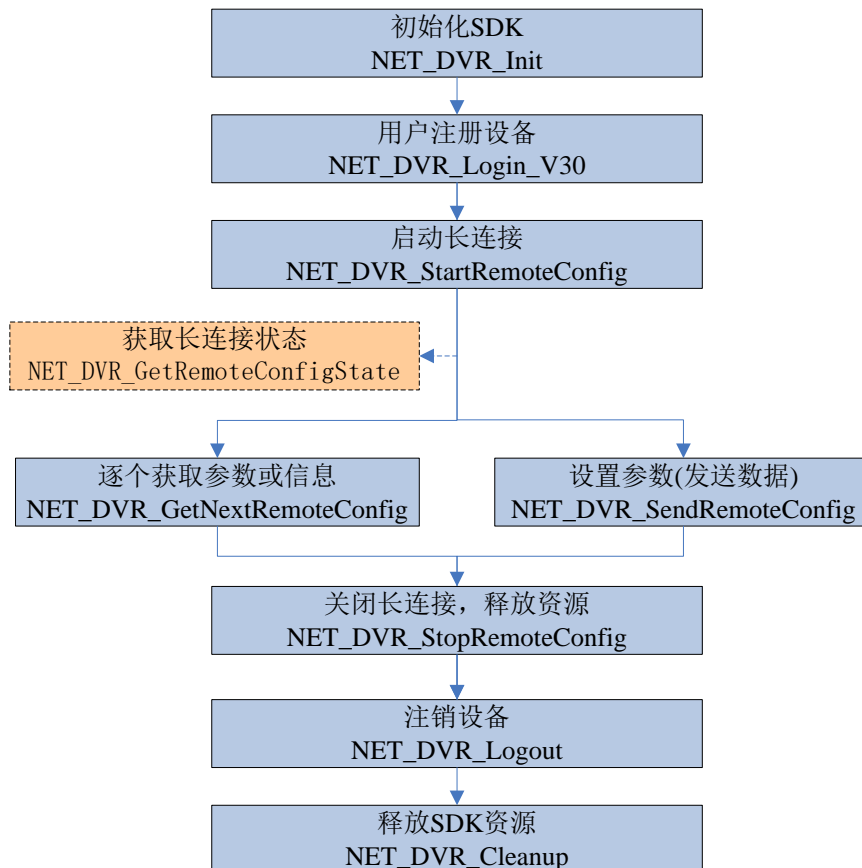 初始化SDK
NET_DVR_Init
用户注册设备
NET_DVR_Login_V30
启动长连接
NET_DVR_StartRemoteConfig
获取长连接状态
NET_DVR_GetRemoteConfigState
逐个获取参数或信息
NET_DVR_GetNextRemoteConfig
设置参数(发送数据)
NET_DVR_SendRemoteConfig
关闭长连接，释放资源
NET_DVR_StopRemoteConfig
注销设备
NET_DVR_Logout
释放SDK资源
NET_DVR_Cleanup